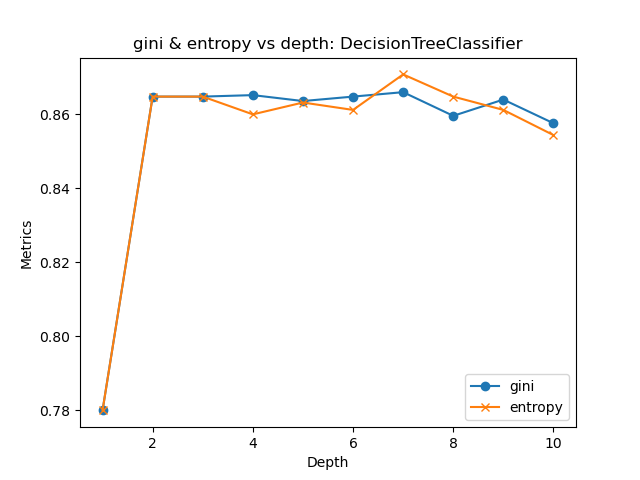 gini & entropy vs depth: DecisionTreeClassifier
0.86
0.84
0.82
0.80
0.78
Metrics
gini
entropy
2
4
6
8
10
Depth